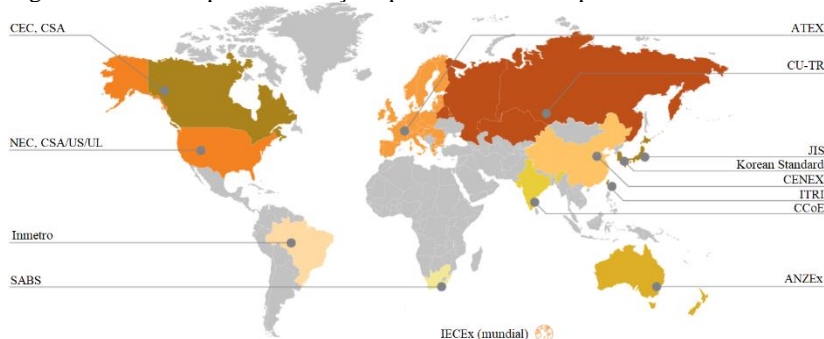 CEC, CSA
ATEX
CU-TR
NEC, CSA/US/UL
JIS
Korean Standard
CENEX
ITRI
CCoE
Inmetro
SABS
ANZEx
IECEx (mundial)